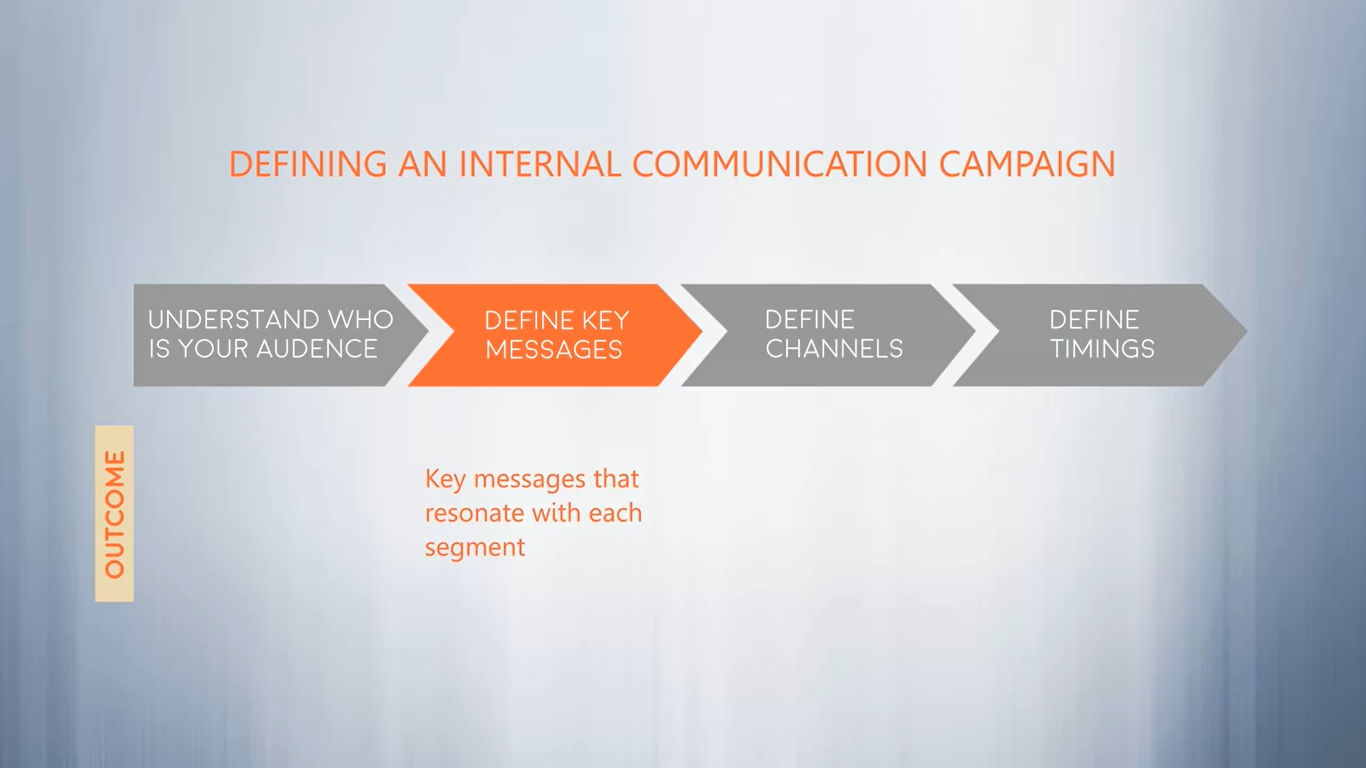 DEFINING AN INTERNAL COMMUNICATION CAMPAIGN
UNDERSTAND WHO
IS YOUR AUDENCE
DEFINE KEY
MESSAGES
DEFINE
CHANNELS
DEFINE
TIMINGS
OUTCOME
Key messages that
resonate with each
segment